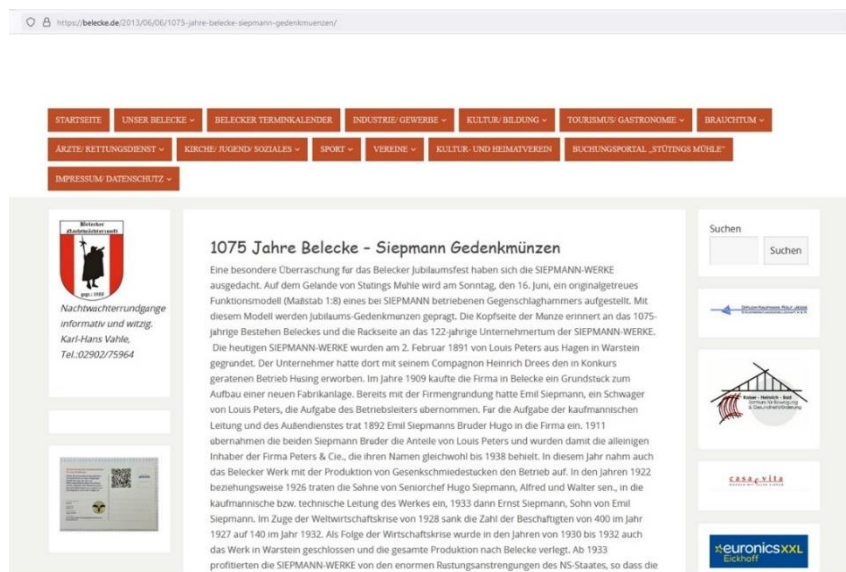 https://belecke.de/2013/06/06/1075-jahre-belecke-siepmann-gedenkmuenzen/
STARTSEITE
UNSER BELECKE
BELECKER TERMINKALENDER
INDUSTRIE/ GEWERBE
KULTUR/ BILDUNG
TOURISMUS/ GASTRONOMIE
BRAUCHTUM
ÄRZTE/ RETTUNGSDIENST
KIRCHE/ JUGEND/ SOZIALES
SPORT
VEREINE
KULTUR- UND HEIMATVEREIN
BUCHUNGSPORTAL „STÜTINGS MÜHLE"
IMPRESSUM/ DATENSCHUTZ
Belecker
Nachtwächterzunft
Nachtwächterrundgänge
informativ und witzig.
Karl-Hans Vahle,
Tel.:02902/75964
1075 Jahre Belecke – Siepmann Gedenkmünzen
Eine besondere Überraschung für das Belecker Jubiläumsfest haben sich die SIEPMANN-WERKE
ausgedacht. Auf dem Gelände von Stütings Mühle wird am Sonntag, den 16. Juni, ein originalgetreues
Funktionsmodell (Maßstab 1:8) eines bei SIEPMANN betriebenen Gegenschlaghammers aufgestellt. Mit
diesem Modell werden Jubiläums-Gedenkmünzen geprägt. Die Kopfseite der Münze erinnert an das 1075-
jährige Bestehen Beleckes und die Rückseite an das 122-jährige Unternehmertum der SIEPMANN-WERKE.
Die heutigen SIEPMANN-WERKE wurden am 2. Februar 1891 von Louis Peters aus Hagen in Warstein
gegründet. Der Unternehmer hatte dort mit seinem Compagnon Heinrich Drees den in Konkurs
geratenen Betrieb Hüsing erworben. Im Jahre 1909 kaufte die Firma in Belecke ein Grundstück zum
Aufbau einer neuen Fabrikanlage. Bereits mit der Firmengründung hatte Emil Siepmann, ein Schwager
von Louis Peters, die Aufgabe des Betriebsleiters übernommen. Für die Aufgabe der kaufmännischen
Leitung und des Außendienstes trat 1892 Emil Siepmanns Bruder Hugo in die Firma ein. 1911
übernahmen die beiden Siepmann Brüder die Anteile von Louis Peters und wurden damit die alleinigen
Inhaber der Firma Peters & Cie., die ihren Namen gleichwohl bis 1938 behielt. In diesem Jahr nahm auch
das Belecker Werk mit der Produktion von Gesenkschmiedestücken den Betrieb auf. In den Jahren 1922
beziehungsweise 1926 traten die Söhne von Seniorchef Hugo Siepmann, Alfred und Walter sen., in die
kaufmännische bzw. technische Leitung des Werkes ein, 1933 dann Ernst Siepmann, Sohn von Emil
Siepmann. Im Zuge der Weltwirtschaftskrise von 1928 sank die Zahl der Beschäftigten von 400 im Jahr
1927 auf 140 im Jahr 1932. Als Folge der Wirtschaftskrise wurde in den Jahren von 1930 bis 1932 auch
das Werk in Warstein geschlossen und die gesamte Produktion nach Belecke verlegt. Ab 1933
profitierten die SIEPMANN-WERKE von den enormen Rüstungsanstrengungen des NS-Staates, so dass die
Suchen
Suchen
Kaiser - Heinrich - Bad
Zentrum für Bewegung
& Gesundheitsförderung
casa e vita
euronics XXL
Eickhoff